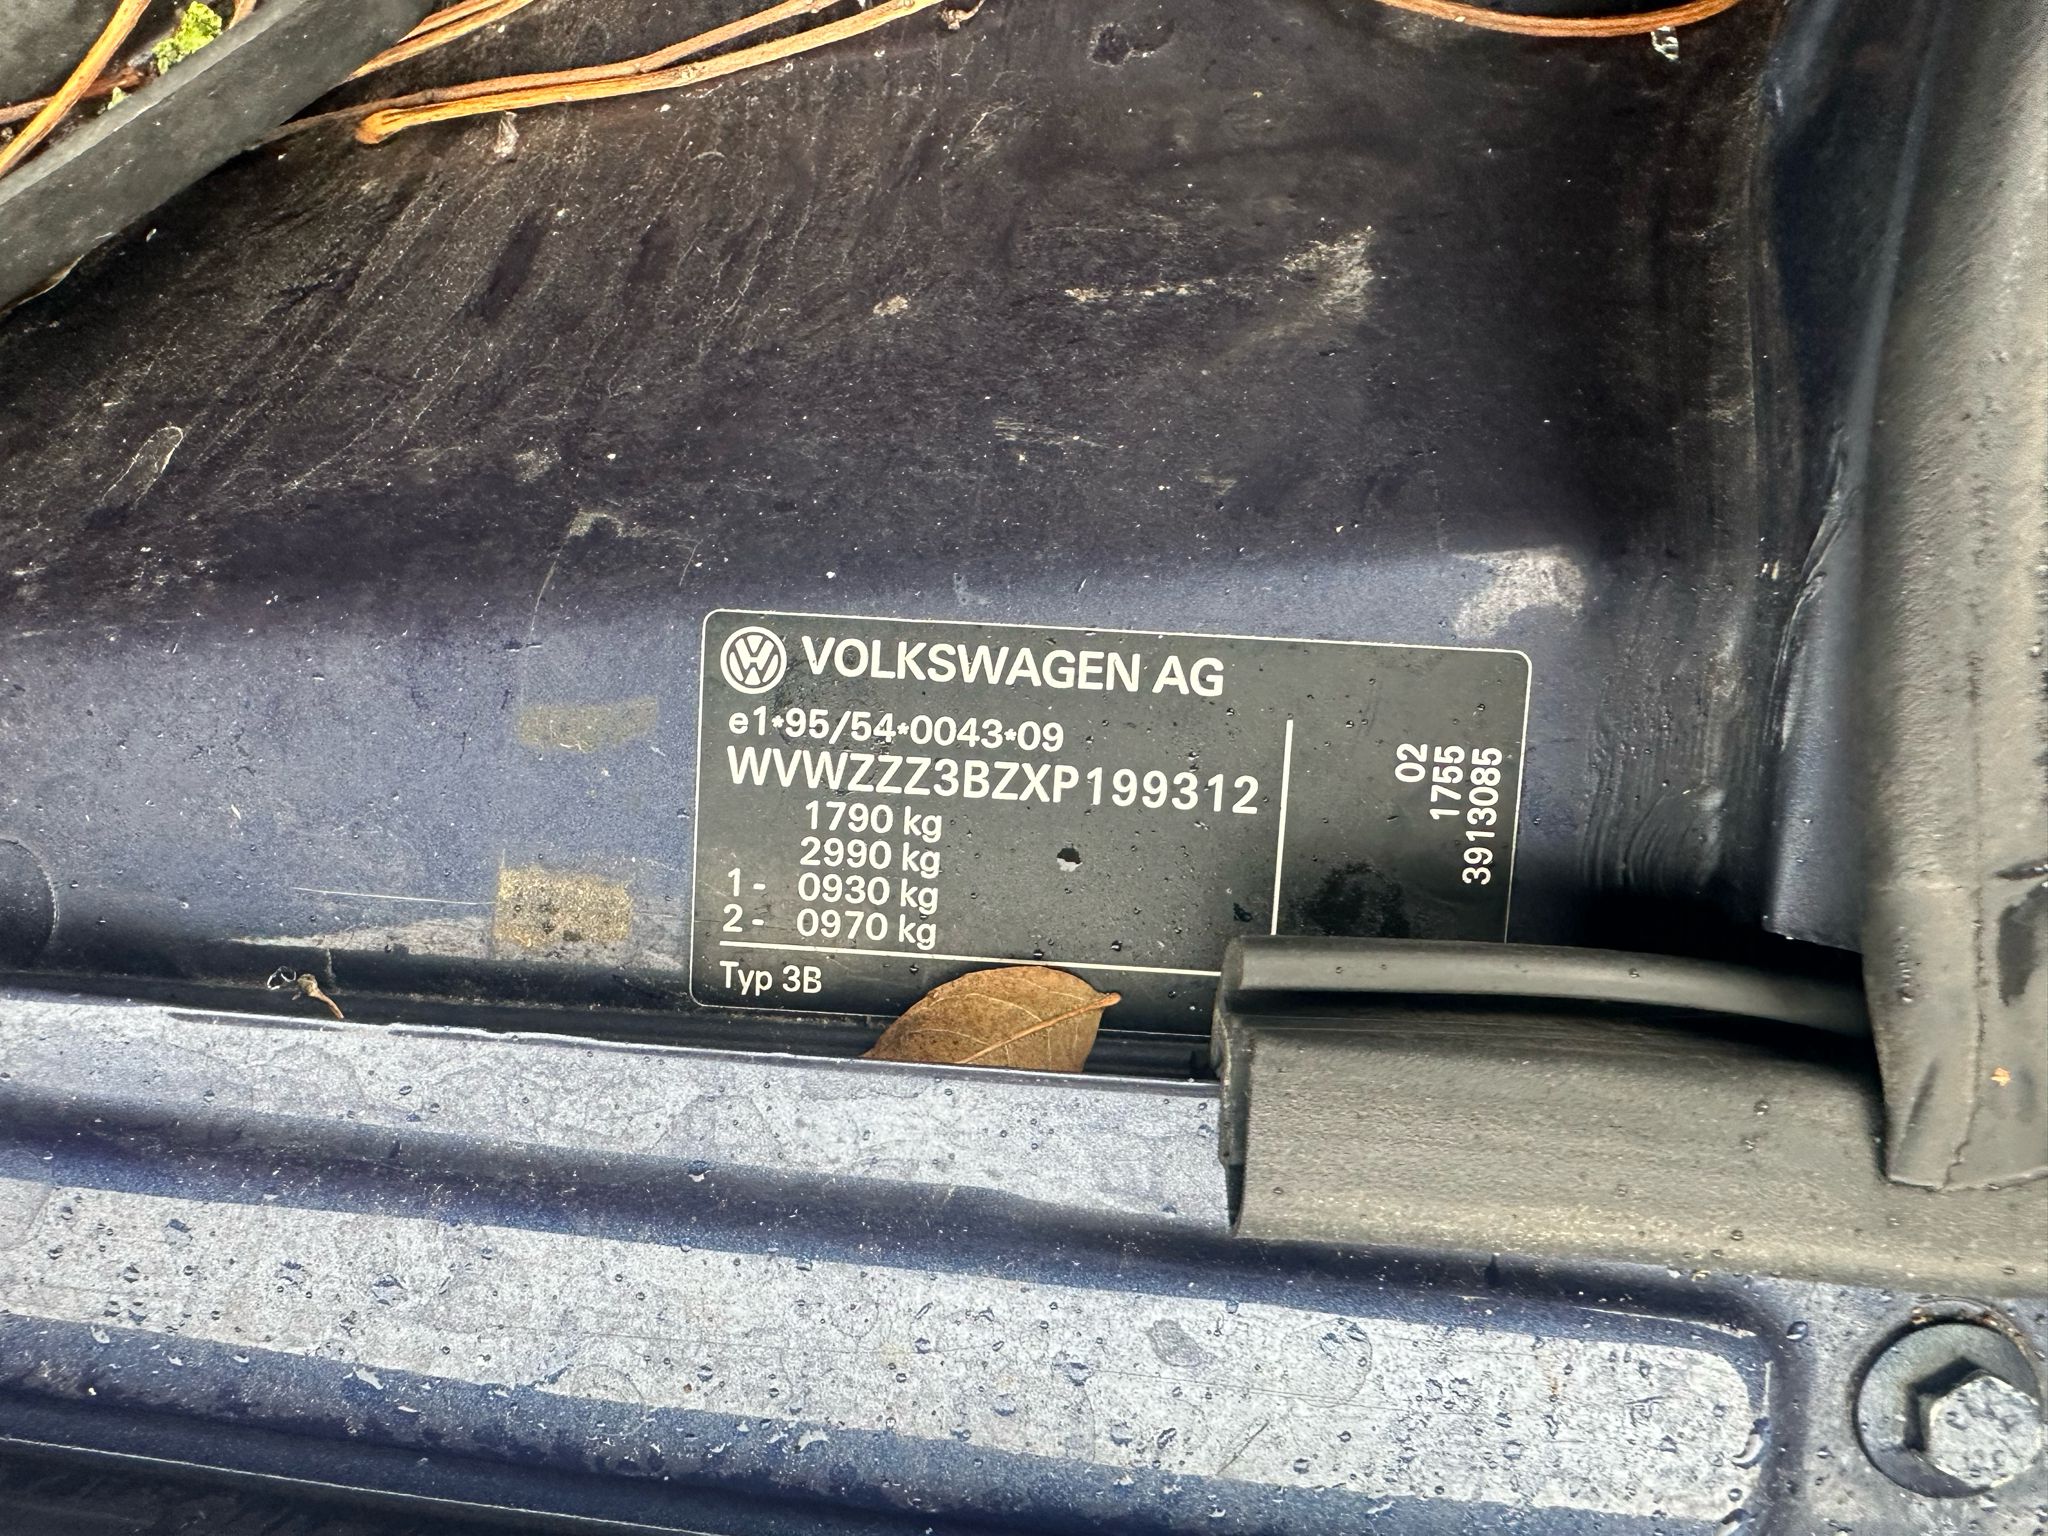 VOLKSWAGEN AG
e1*95/54*0043*09
WVWZZZ3BZXP199312
1790 kg
2990 kg
1- 0930 kg
2- 0970 kg
Typ 3B
02
1755
3913085